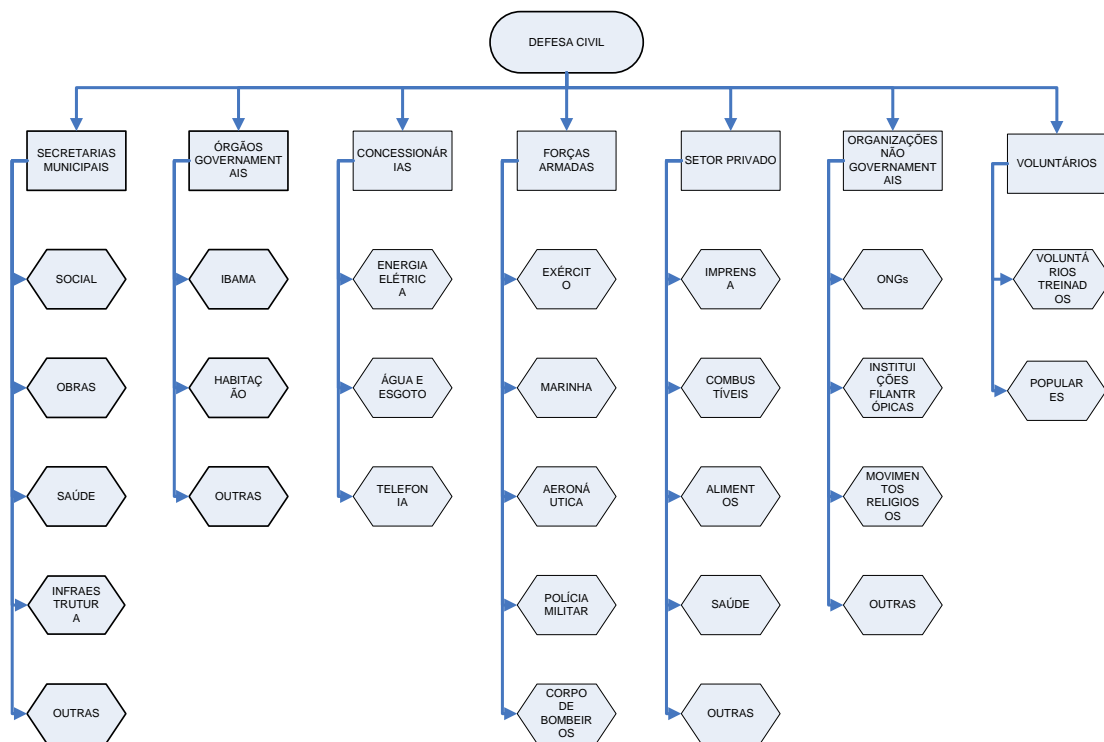 DEFESA CIVIL
SECRETARIAS
MUNICIPAIS
ÓRGÃOS
GOVERNAMENT
AIS
CONCESSIONÁR
IAS
FORÇAS
ARMADAS
SETOR PRIVADO
ORGANIZAÇÕES
NÃO
GOVERNAMENT
AIS
VOLUNTÁRIOS
SOCIAL
IBAMA
ENERGIA
ELÉTRIC
A
EXÉRCIT
O
IMPRENS
A
ONGs
VOLUNTÁ
RIOS
TREINAD
OS
OBRAS
HABITAÇ
ÃO
ÁGUA E
ESGOTO
MARINHA
COMBUS
TÍVEIS
INSTITUI
ÇÕES
FILANTR
ÓPICAS
POPULAR
ES
SAÚDE
OUTRAS
TELEFON
IA
AERONÁ
UTICA
ALIMENT
OS
MOVIMEN
TOS
RELIGIOS
OS
INFRAES
TRUTUR
A
POLÍCIA
MILITAR
SAÚDE
OUTRAS
OUTRAS
CORPO
DE
BOMBEIR
OS
OUTRAS